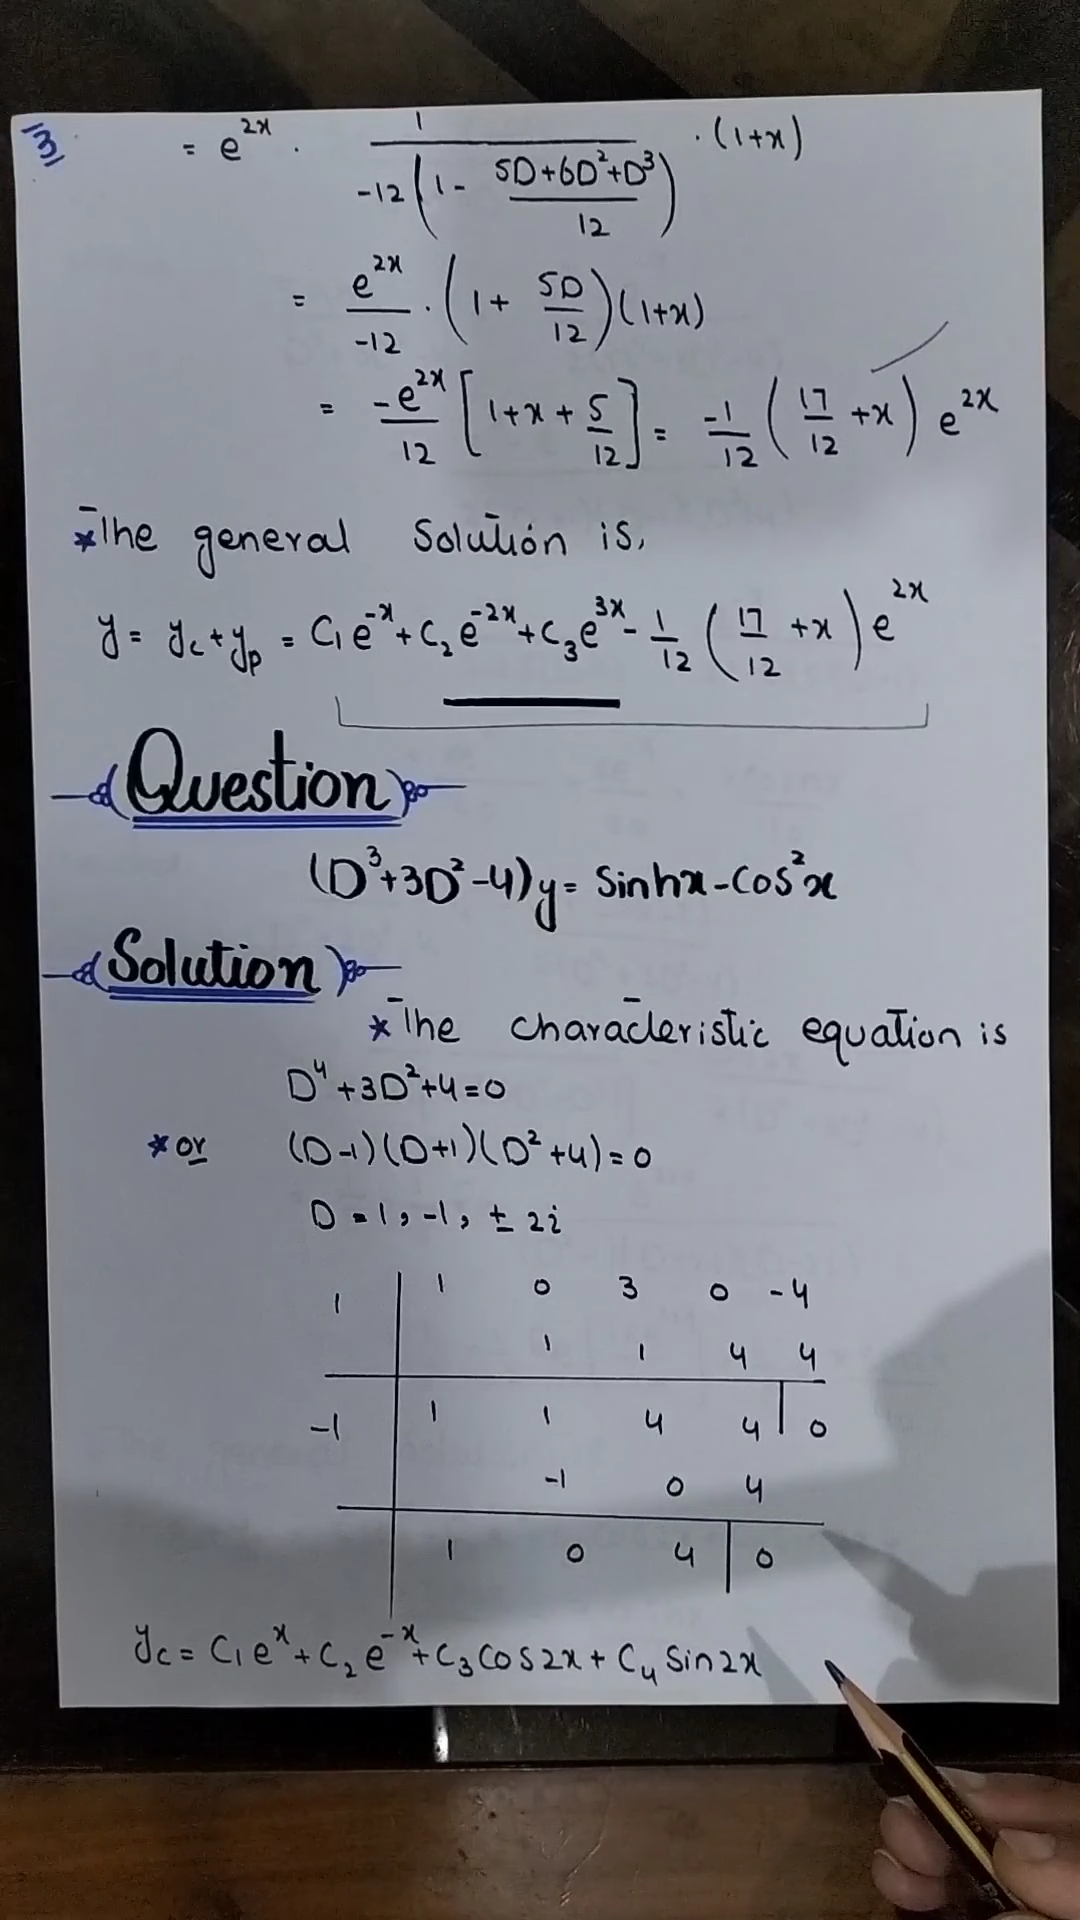 3
= e^{2x} . 1/(-12(1 - (5D+6D²+D³)/12)) . (1+x)
= e^{2x}/-12 . (1 + 5D/12)(1+x)
= -e^{2x}/12 [1+x+5/12] = -1/12 (17/12 +x) e^{2x}
*The general solution is,
y = yc + yp = C₁e^{-x} + C₂e^{-2x} + C₃e^{3x} - 1/12 (17/12 +x) e^{2x}
Question
(D³+3D²-4)y = Sinhx-Cos²x
Solution
*The characteristic equation is
D⁴+3D²+4=0
*or (D-1)(D+1)(D²+4)=0
D = 1, -1, ± 2i
1 | 1 0 3 0 -4
1 1 4 4
-1 | 1 1 4 4 | 0
-1 0 4
1 0 4 | 0
yc = C₁e^x + C₂e^{-x} + C₃Cos2x + C₄Sin2x